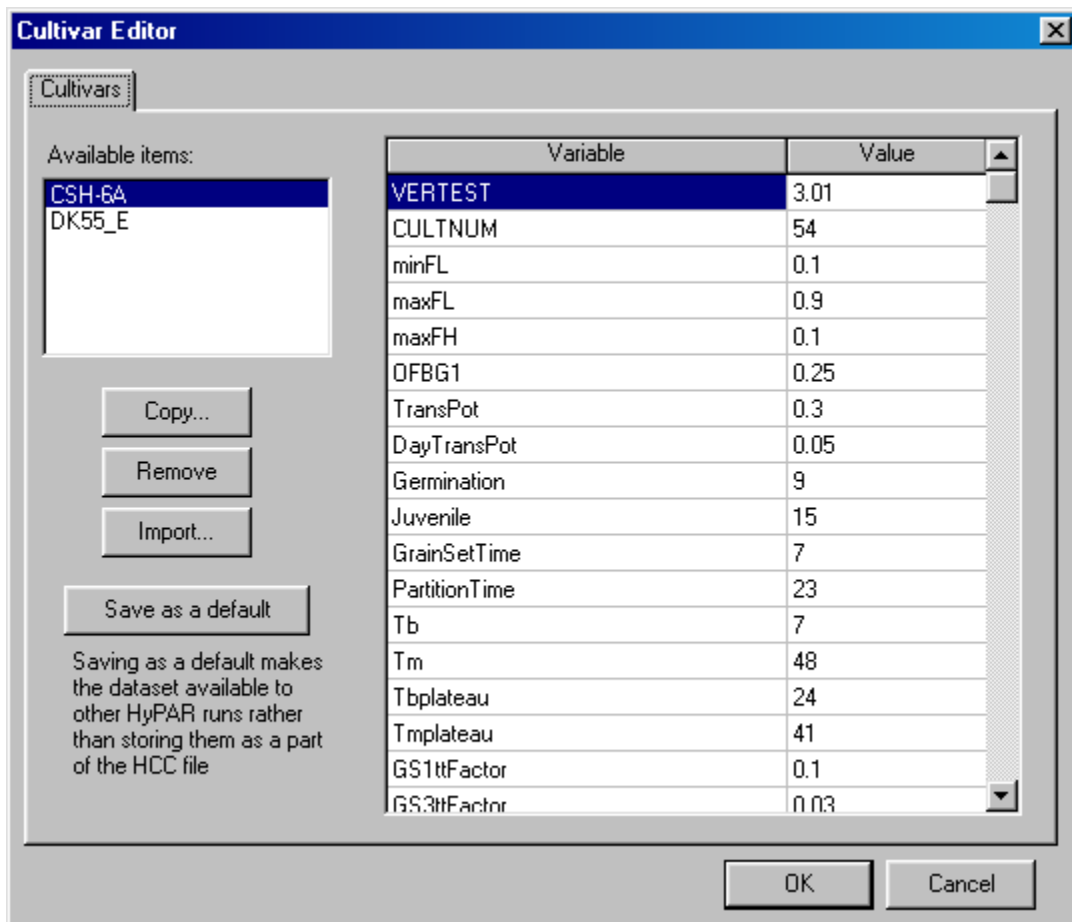 Cultivar Editor
Cultivars
Available items:
CSH-6A
DK55_E
Copy...
Remove
Import...
Save as a default
Saving as a default makes
the dataset available to
other HyPAR runs rather
than storing them as a part
of the HCC file
Variable Value
VERTEST 3.01
CULTNUM 54
minFL 0.1
maxFL 0.9
maxFH 0.1
OFBG1 0.25
TransPot 0.3
DayTransPot 0.05
Germination 9
Juvenile 15
GrainSetTime 7
PartitionTime 23
Tb 7
Tm 48
Tbplateau 24
Tmplateau 41
GS1ttFactor 0.1
GS3ttFactor 0.03
OK Cancel